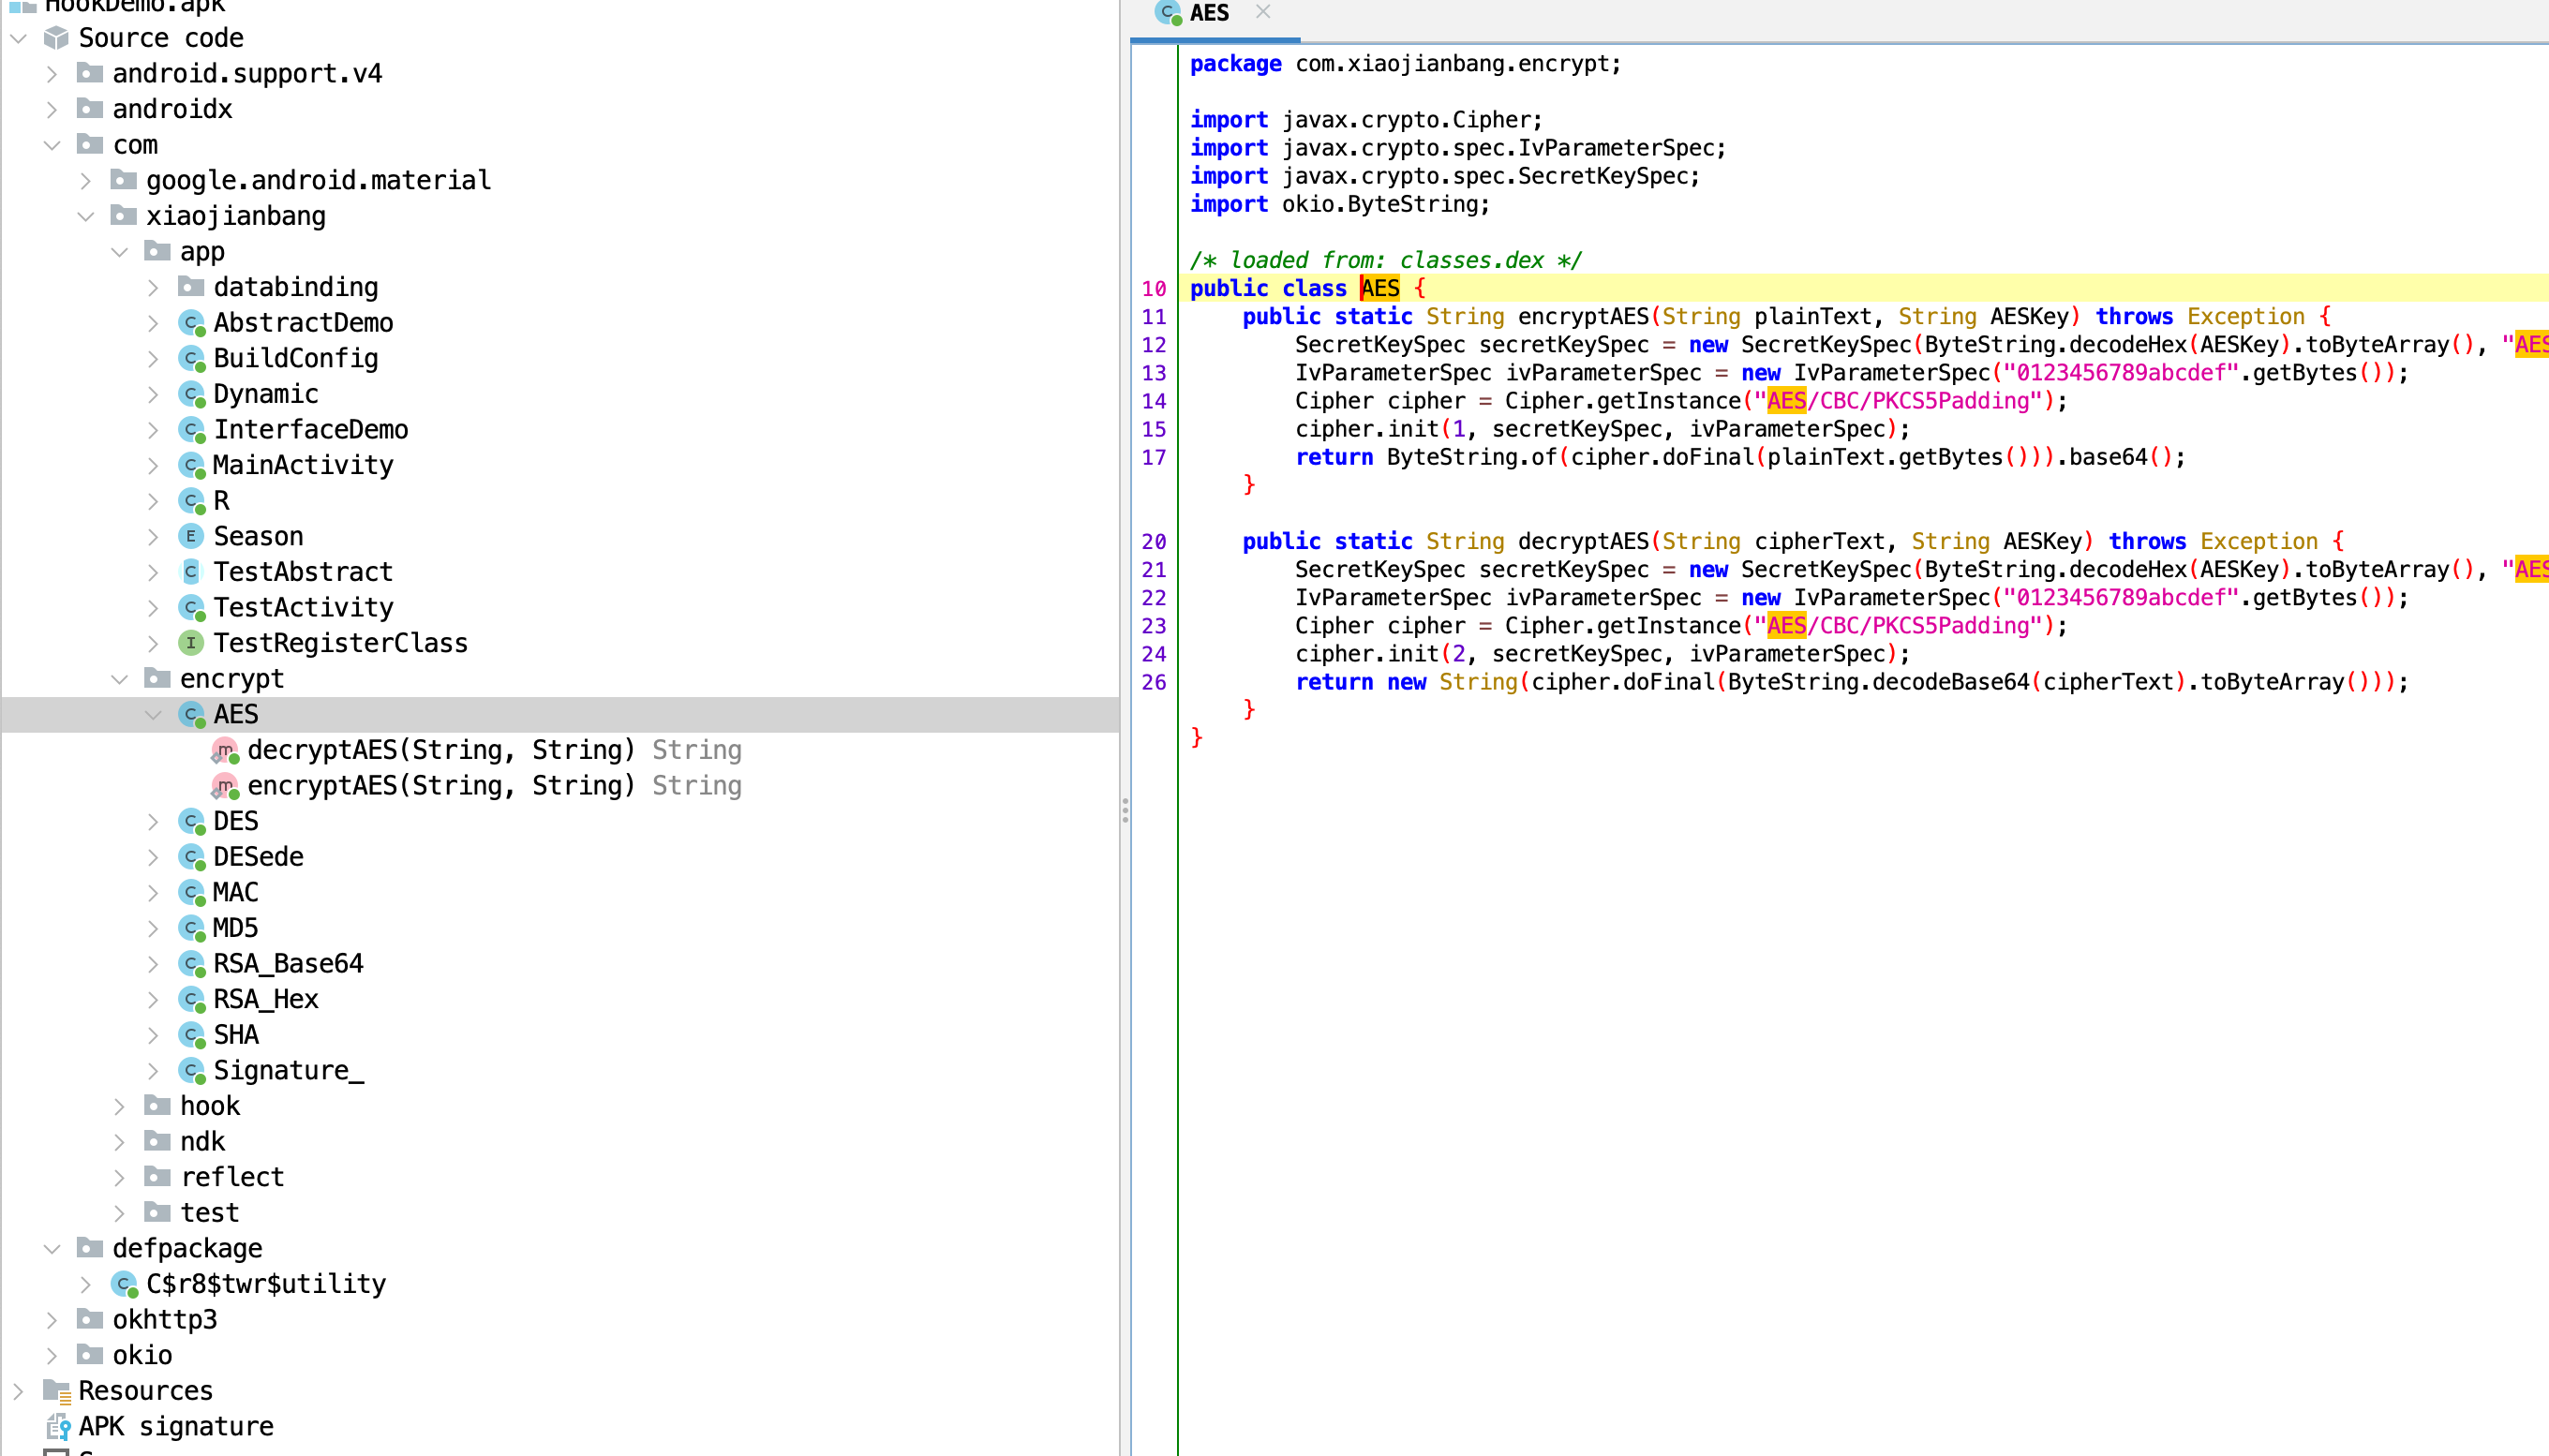 HookDemo.apk
Source code
android.support.v4
androidx
com
google.android.material
xiaojianbang
app
databinding
AbstractDemo
BuildConfig
Dynamic
InterfaceDemo
MainActivity
R
Season
TestAbstract
TestActivity
TestRegisterClass
encrypt
AES
decryptAES(String, String) String
encryptAES(String, String) String
DES
DESede
MAC
MD5
RSA_Base64
RSA_Hex
SHA
Signature_
hook
ndk
reflect
test
defpackage
C$r8$twr$utility
okhttp3
okio
Resources
APK signature
AES
package com.xiaojianbang.encrypt;
import javax.crypto.Cipher;
import javax.crypto.spec.IvParameterSpec;
import javax.crypto.spec.SecretKeySpec;
import okio.ByteString;
/* loaded from: classes.dex */
10 public class AES {
11 public static String encryptAES(String plainText, String AESKey) throws Exception {
12 SecretKeySpec secretKeySpec = new SecretKeySpec(ByteString.decodeHex(AESKey).toByteArray(), "AES
13 IvParameterSpec ivParameterSpec = new IvParameterSpec("0123456789abcdef".getBytes());
14 Cipher cipher = Cipher.getInstance("AES/CBC/PKCS5Padding");
15 cipher.init(1, secretKeySpec, ivParameterSpec);
17 return ByteString.of(cipher.doFinal(plainText.getBytes())).base64();
}
20 public static String decryptAES(String cipherText, String AESKey) throws Exception {
21 SecretKeySpec secretKeySpec = new SecretKeySpec(ByteString.decodeHex(AESKey).toByteArray(), "AES
22 IvParameterSpec ivParameterSpec = new IvParameterSpec("0123456789abcdef".getBytes());
23 Cipher cipher = Cipher.getInstance("AES/CBC/PKCS5Padding");
24 cipher.init(2, secretKeySpec, ivParameterSpec);
26 return new String(cipher.doFinal(ByteString.decodeBase64(cipherText).toByteArray()));
}
}